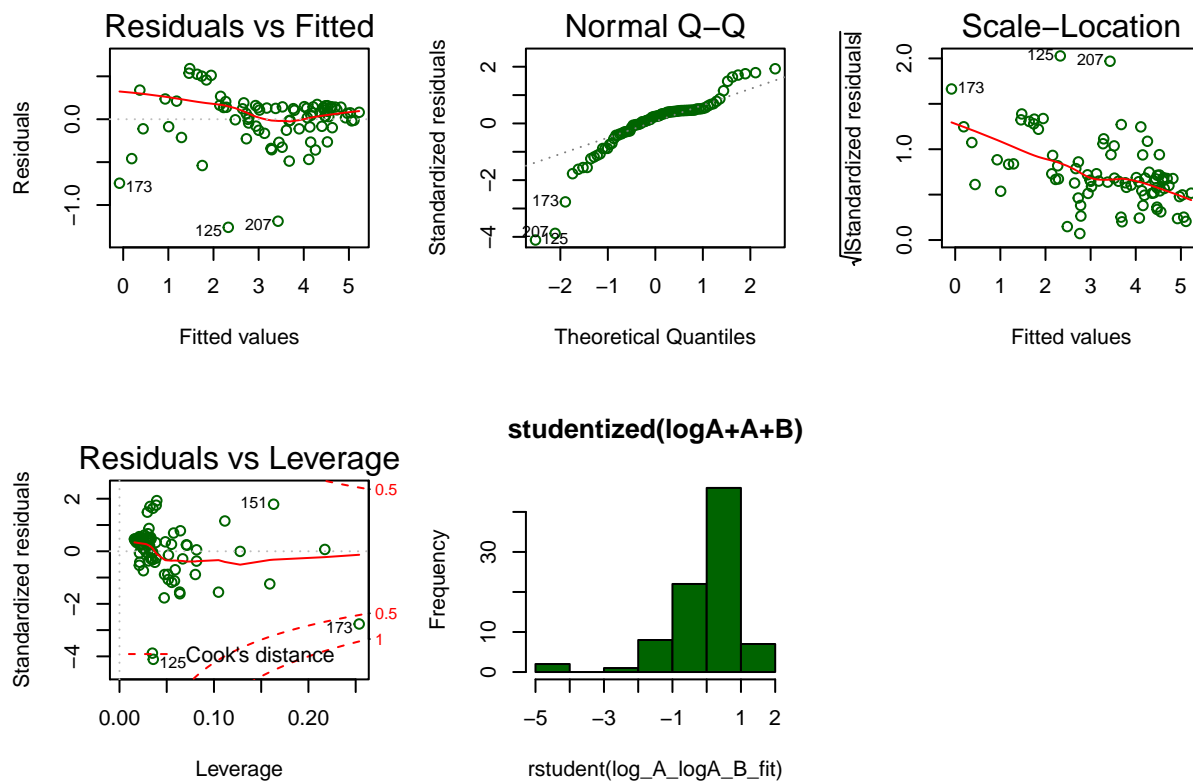 Residuals vs Fitted
Residuals
0.0
−1.0
173
125
207
0 1 2 3 4 5
Fitted values
Normal Q−Q
Standardized residuals
2
0
−2
−4
173
207
125
−2 −1 0 1 2
Theoretical Quantiles
Scale−Location
√|Standardized residuals|
2.0
1.0
0.0
173
125
207
0 1 2 3 4 5
Fitted values
Residuals vs Leverage
Standardized residuals
2
0
−2
−4
151
173
125
0.5
0.5
1
Cook's distance
0.00 0.10 0.20
Leverage
studentized(logA+A+B)
Frequency
30
10
0
−5 −3 −1 1 2
rstudent(log_A_logA_B_fit)